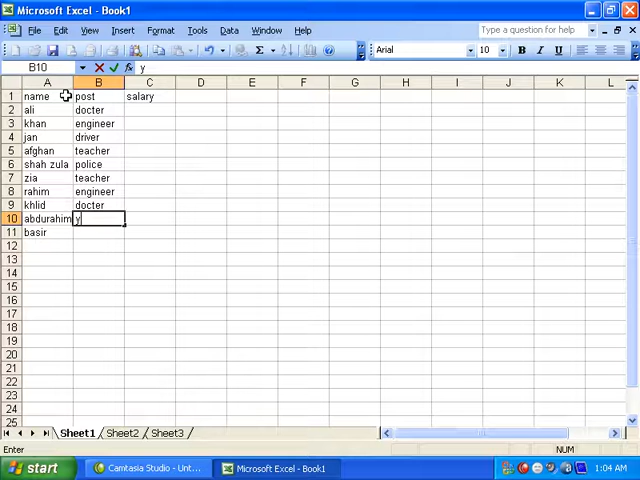 Microsoft Excel - Book1
File Edit View Insert Format Tools Data Window Help Type a question for help
Σ Arial 10 B I U
B10 fx y
A B C D E F G H I J K L
1 name post salary
2 ali docter
3 khan engineer
4 jan driver
5 afghan teacher
6 shah zula police
7 zia teacher
8 rahim engineer
9 khlid docter
10 abdurahim y
11 basir
12
13
14
15
16
17
18
19
20
21
22
23
24
25
Sheet1 Sheet2 Sheet3
Enter NUM
start Camtasia Studio - Unt... Microsoft Excel - Book1 1:04 AM